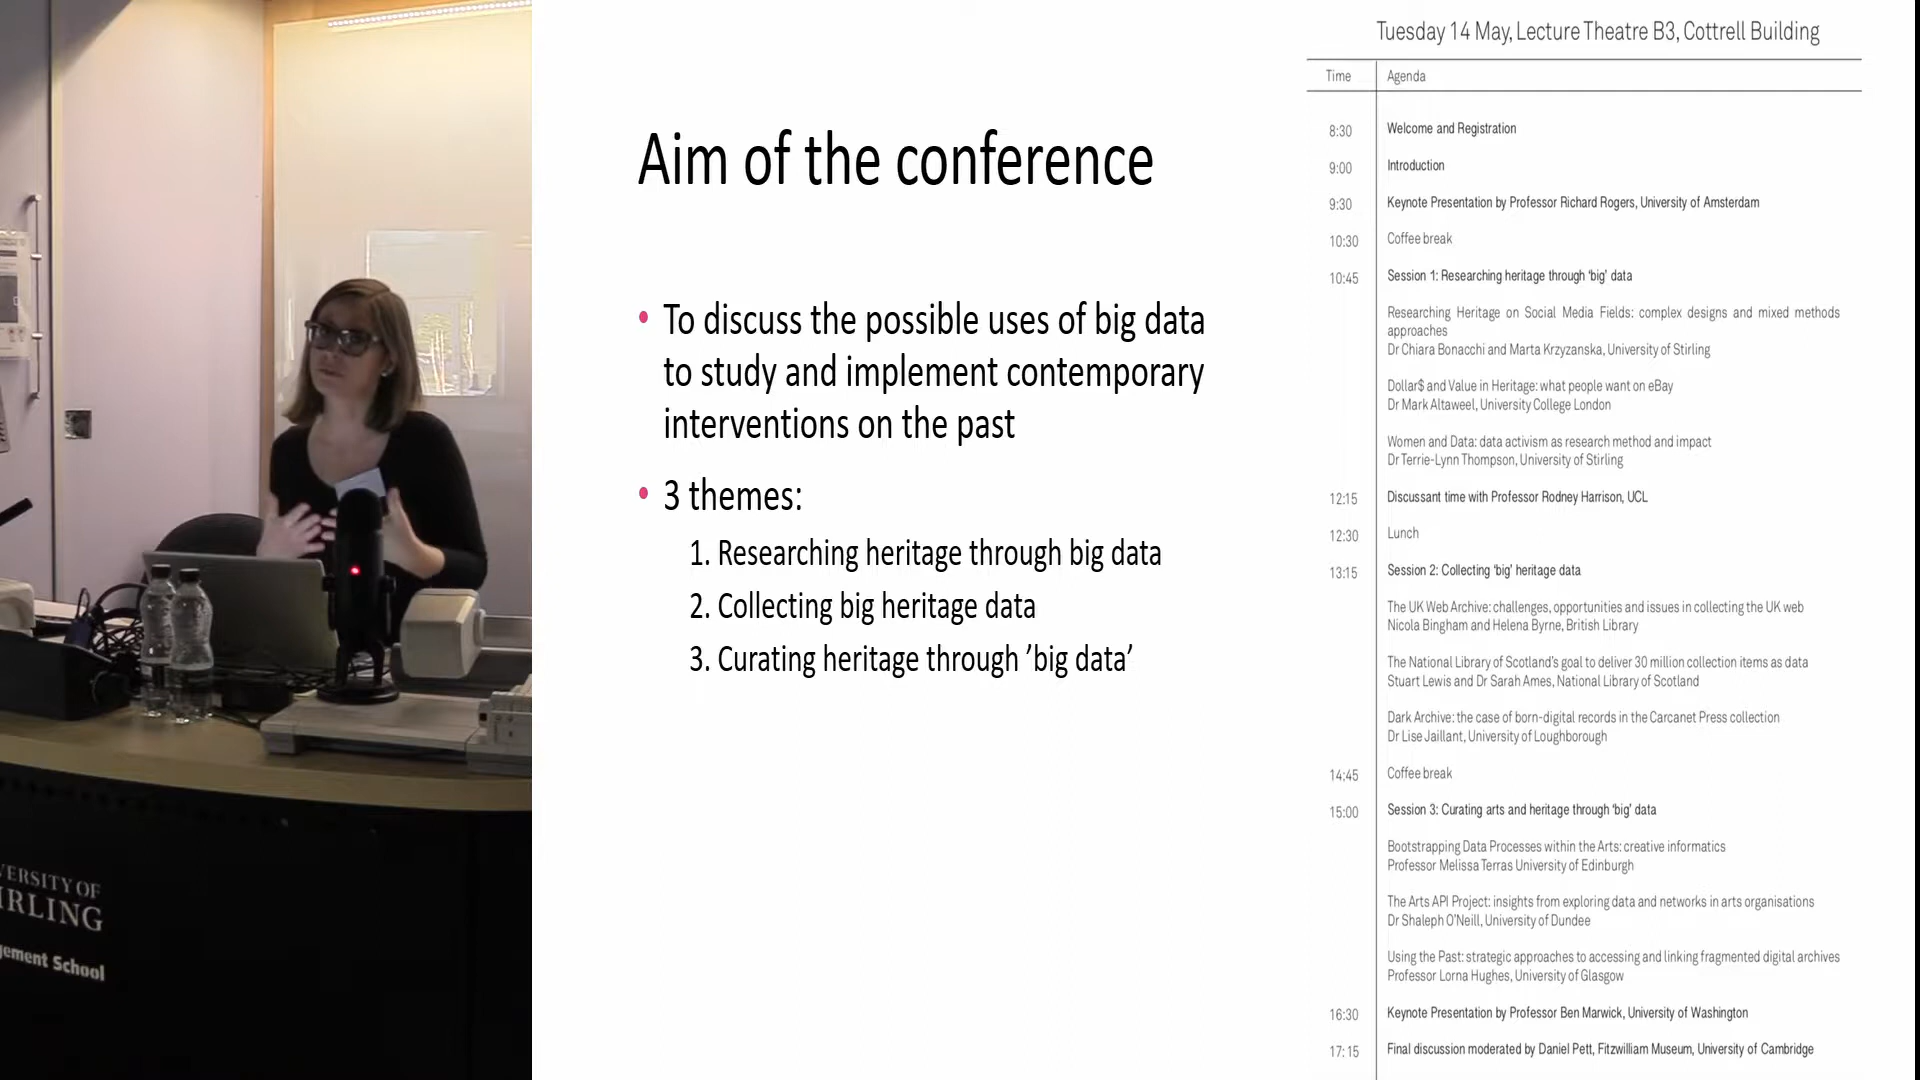 VERSITY OF
IRLING
gement School
Aim of the conference
• To discuss the possible uses of big data
to study and implement contemporary
interventions on the past
• 3 themes:
1. Researching heritage through big data
2. Collecting big heritage data
3. Curating heritage through ’big data’
Tuesday 14 May, Lecture Theatre B3, Cottrell Building
Time Agenda
8:30 Welcome and Registration
9:00 Introduction
9:30 Keynote Presentation by Professor Richard Rogers, University of Amsterdam
10:30 Coffee break
10:45 Session 1: Researching heritage through ‘big’ data
Researching Heritage on Social Media Fields: complex designs and mixed methods
approaches
Dr Chiara Bonacchi and Marta Krzyzanska, University of Stirling
Dollar$ and Value in Heritage: what people want on eBay
Dr Mark Altaweel, University College London
Women and Data: data activism as research method and impact
Dr Terrie-Lynn Thompson, University of Stirling
12:15 Discussant time with Professor Rodney Harrison, UCL
12:30 Lunch
13:15 Session 2: Collecting ‘big’ heritage data
The UK Web Archive: challenges, opportunities and issues in collecting the UK web
Nicola Bingham and Helena Byrne, British Library
The National Library of Scotland’s goal to deliver 30 million collection items as data
Stuart Lewis and Dr Sarah Ames, National Library of Scotland
Dark Archive: the case of born-digital records in the Carcanet Press collection
Dr Lise Jaillant, University of Loughborough
14:45 Coffee break
15:00 Session 3: Curating arts and heritage through ‘big’ data
Bootstrapping Data Processes within the Arts: creative informatics
Professor Melissa Terras University of Edinburgh
The Arts API Project: insights from exploring data and networks in arts organisations
Dr Shaleph O’Neill, University of Dundee
Using the Past: strategic approaches to accessing and linking fragmented digital archives
Professor Lorna Hughes, University of Glasgow
16:30 Keynote Presentation by Professor Ben Marwick, University of Washington
17:15 Final discussion moderated by Daniel Pett, Fitzwilliam Museum, University of Cambridge